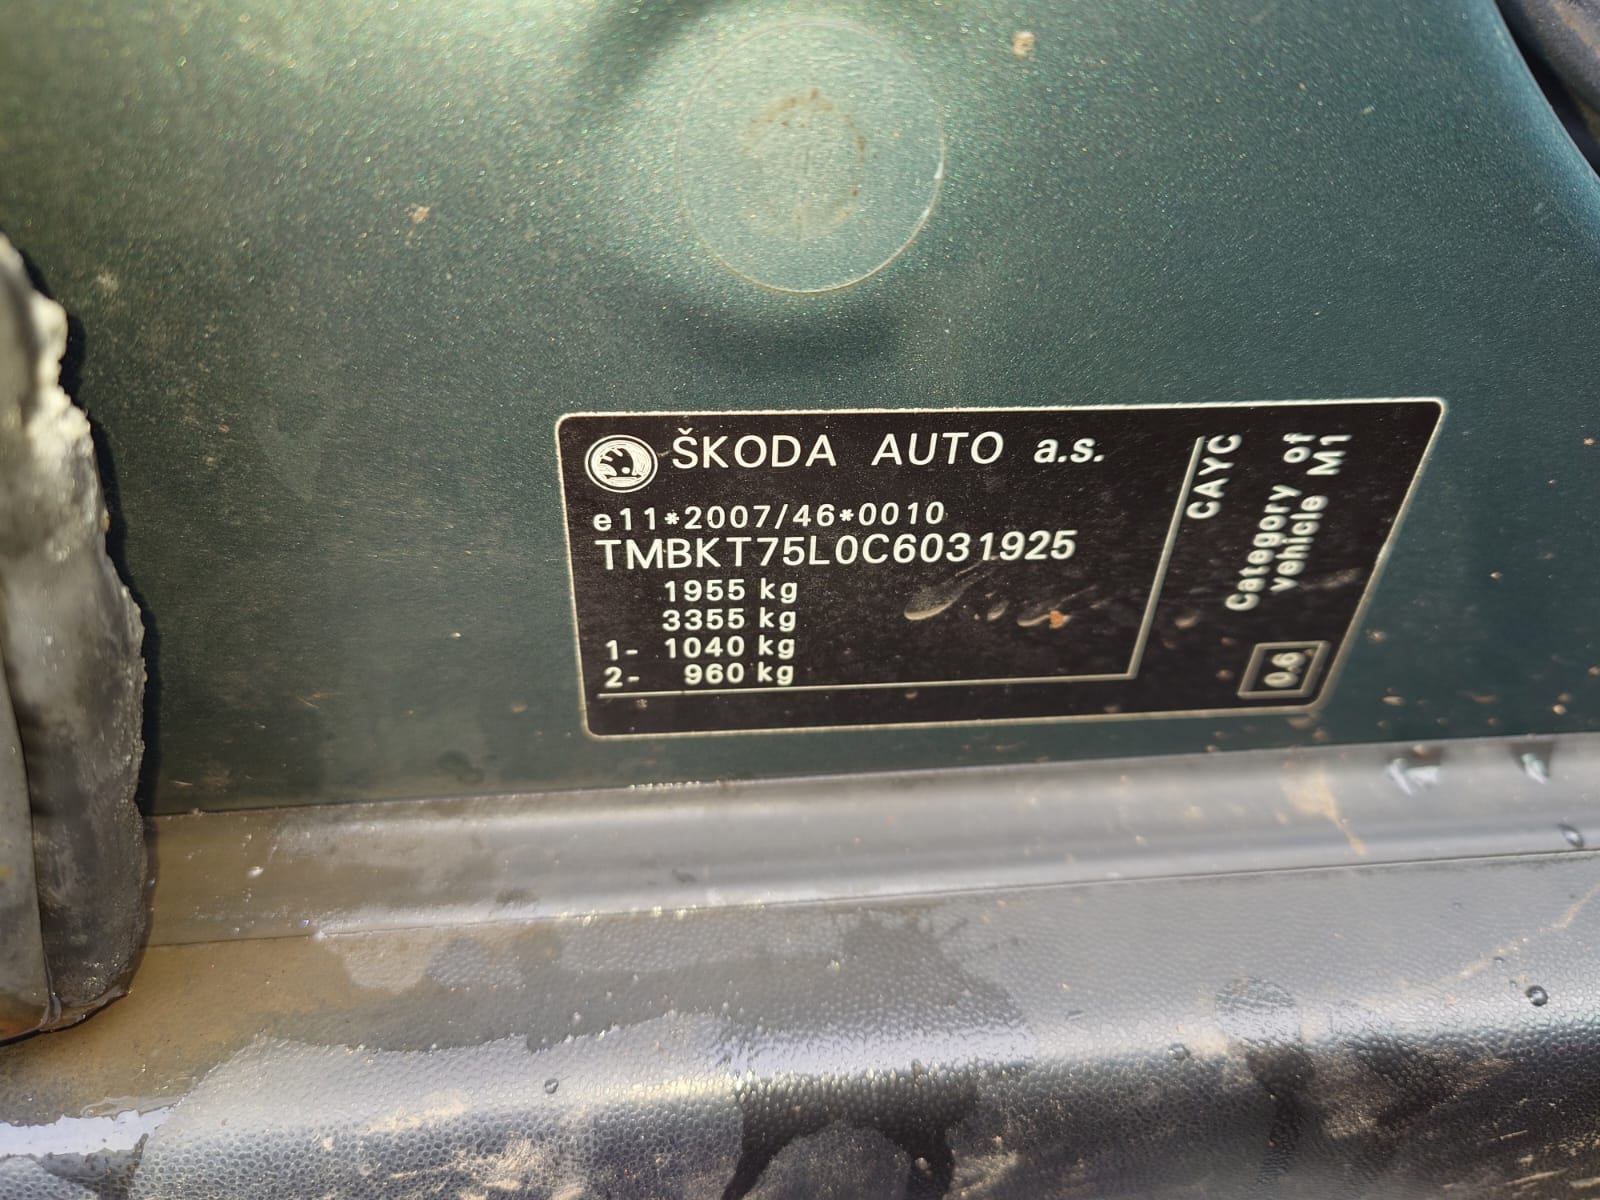 ŠKODA AUTO a.s.
e11*2007/46*0010
TMBKT75L0C6031925
1955 kg
3355 kg
1- 1040 kg
2- 960 kg
CAYC
Category of
vehicle M1
0.6